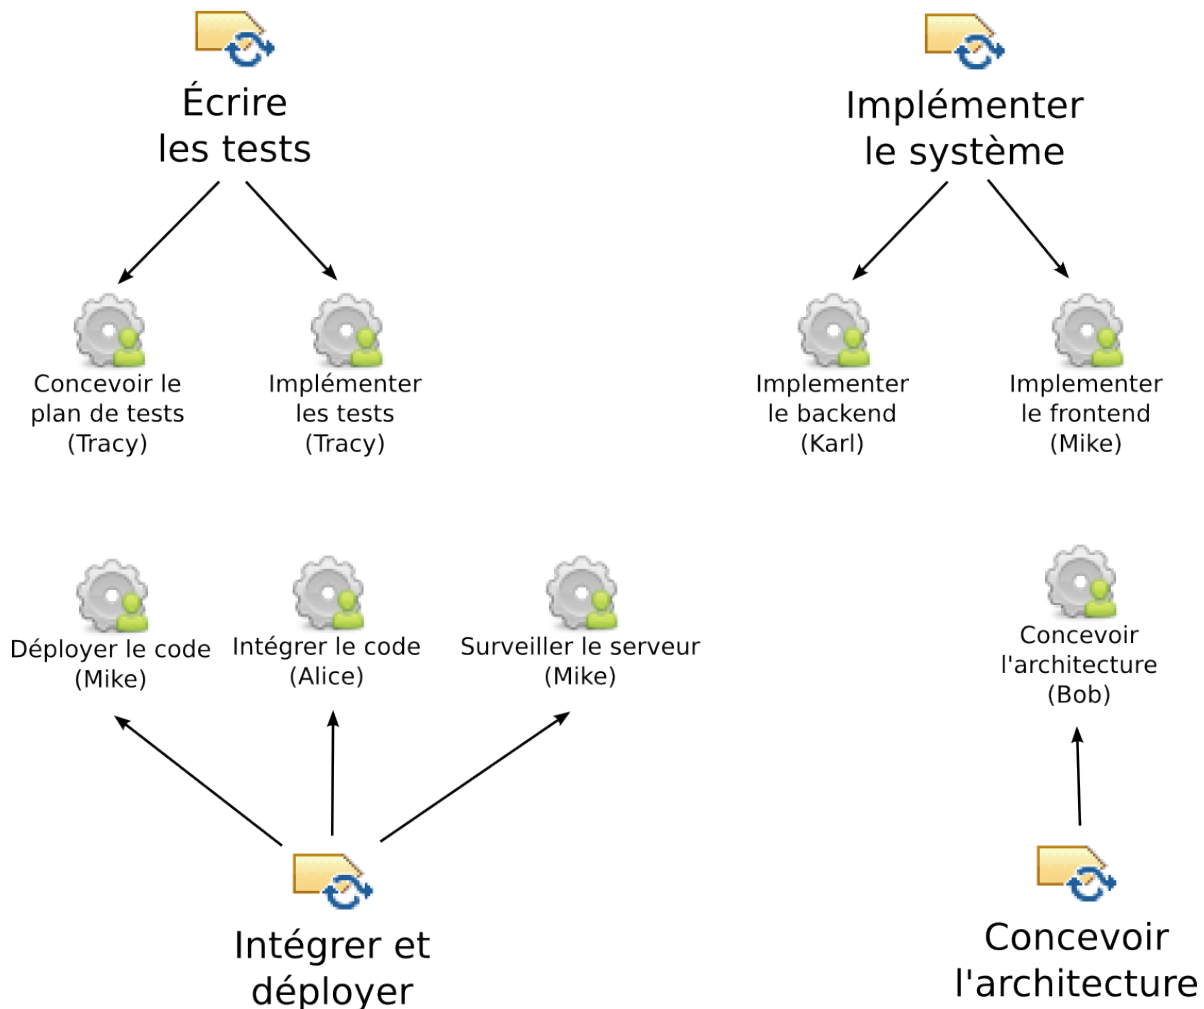 Écrire
les tests
Implémenter
le système
Concevoir le
plan de tests
(Tracy)
Implémenter
les tests
(Tracy)
Implementer
le backend
(Karl)
Implementer
le frontend
(Mike)
Déployer le code
(Mike)
Intégrer le code
(Alice)
Surveiller le serveur
(Mike)
Concevoir
l'architecture
(Bob)
Intégrer et
déployer
Concevoir
l'architecture